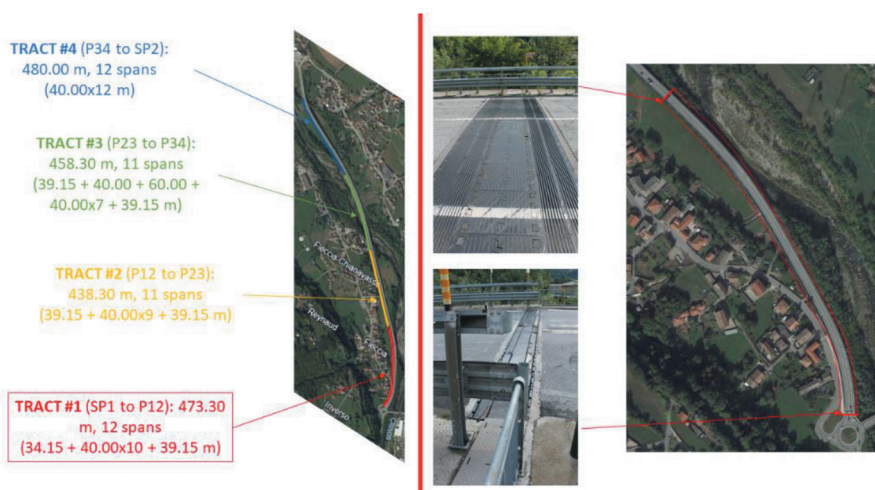 TRACT #4 (P34 to SP2):
480.00 m, 12 spans
(40.00x12 m)
TRACT #3 (P23 to P34):
458.30 m, 11 spans
(39.15 + 40.00 + 60.00 +
40.00x7 + 39.15 m)
TRACT #2 (P12 to P23):
438.30 m, 11 spans
(39.15 + 40.00x9 + 39.15 m)
TRACT #1 (SP1 to P12): 473.30
m, 12 spans
(34.15 + 40.00x10 + 39.15 m)
Reynaud
Fleccia
Inverso